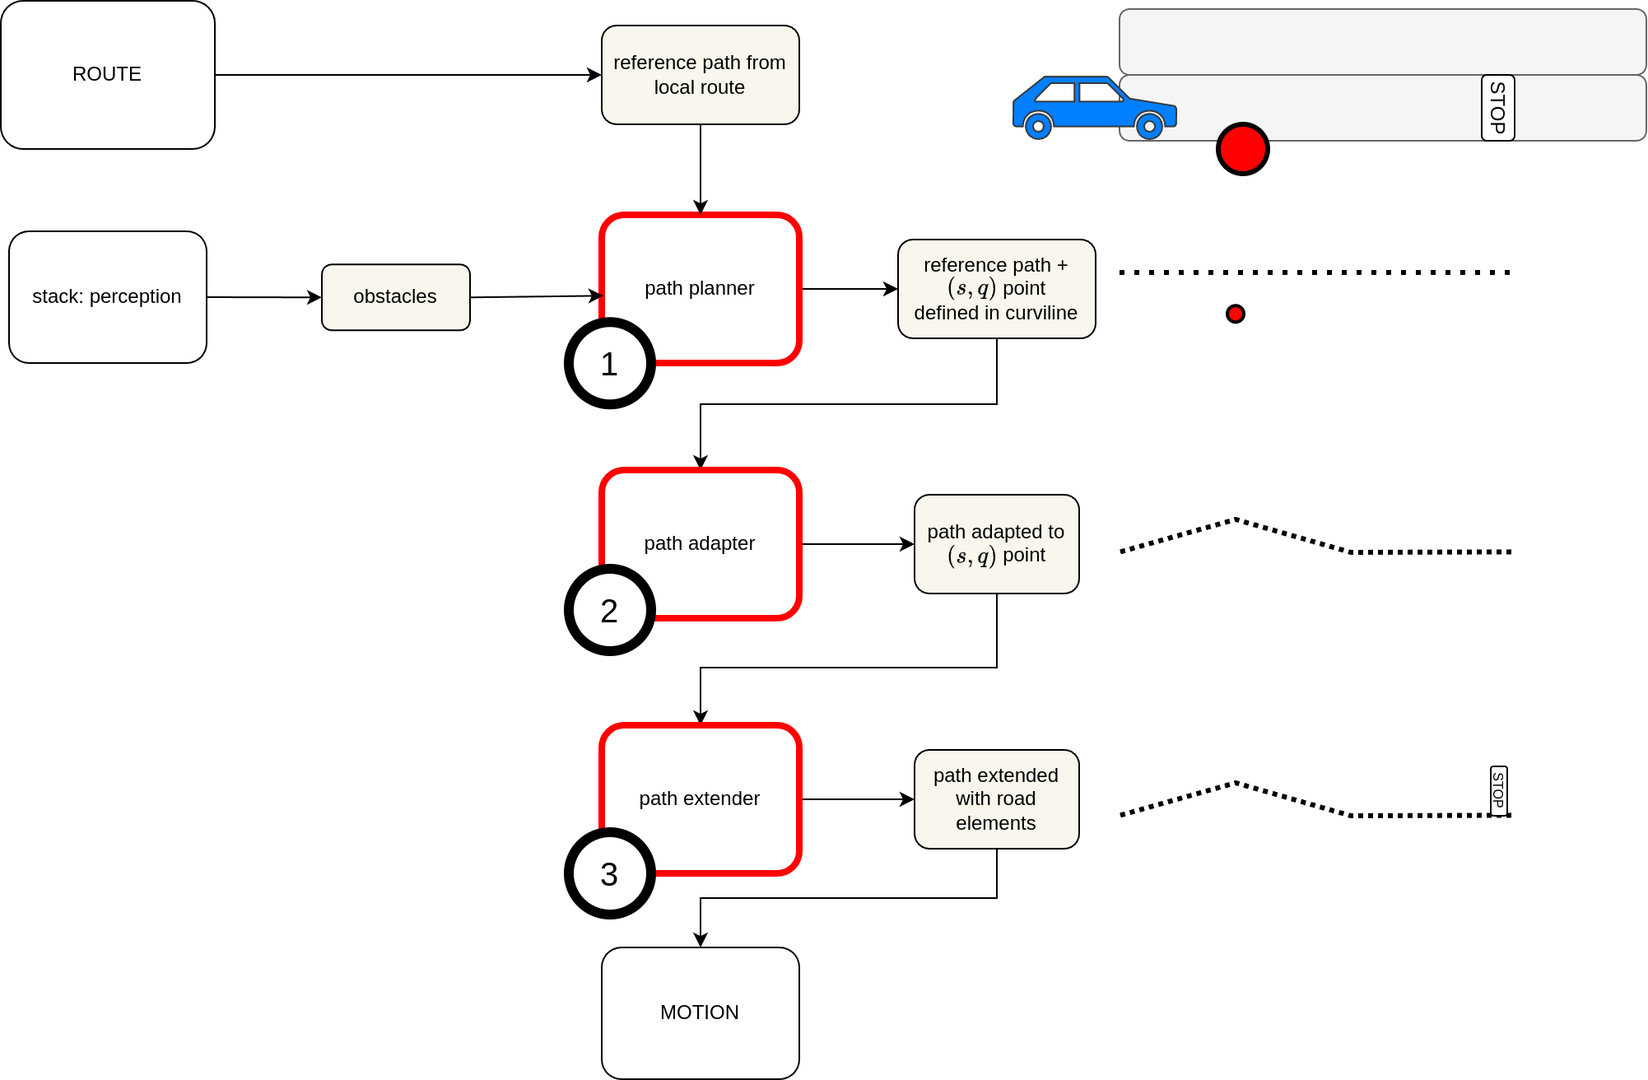 ROUTE
reference path from
local route
STOP
stack: perception
obstacles
path planner
reference path +
(s, q) point
defined in curviline
1
path adapter
path adapted to
(s, q) point
2
path extender
path extended
with road
elements
STOP
3
MOTION